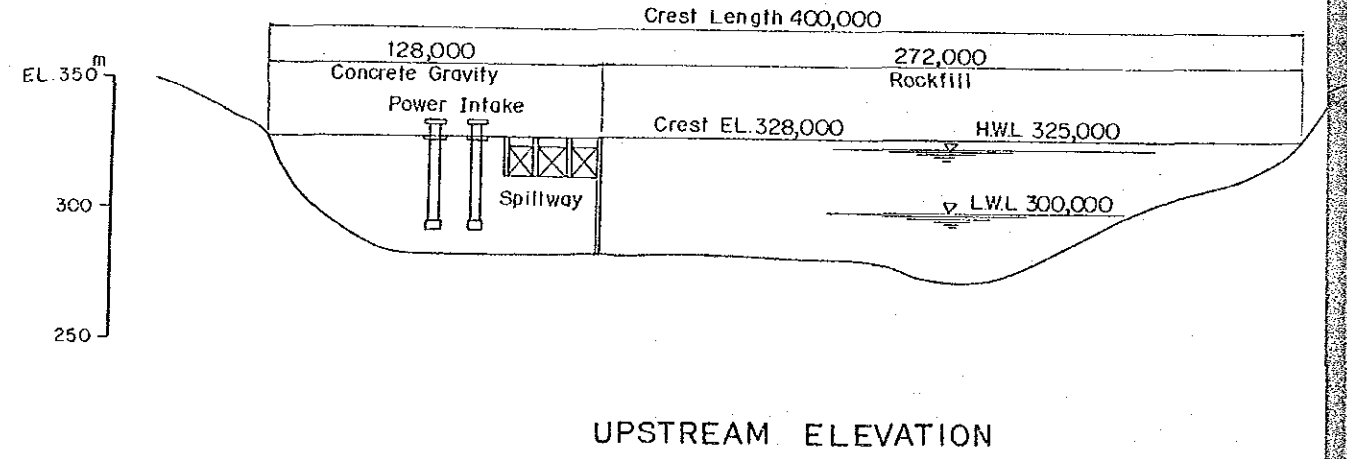 Crest Length 400,000
128,000
272,000
m
EL.350
Concrete Gravity
Rockfill
Power Intake
Crest EL.328,000
H.W.L 325,000
Spillway
300
L.W.L 300,000
250
UPSTREAM ELEVATION